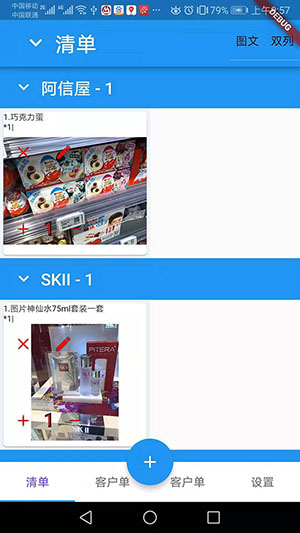 中国移动
中国联通
79%
上午9:57
DEBUG
清单
图文 双列
阿信屋 - 1
1.巧克力蛋
*1|
+ 1 -
SKII - 1
1.图片神仙水75ml套装一套
*1|
PITERA
+ 1 -
SK II
+
清单 客户单 客户单 设置